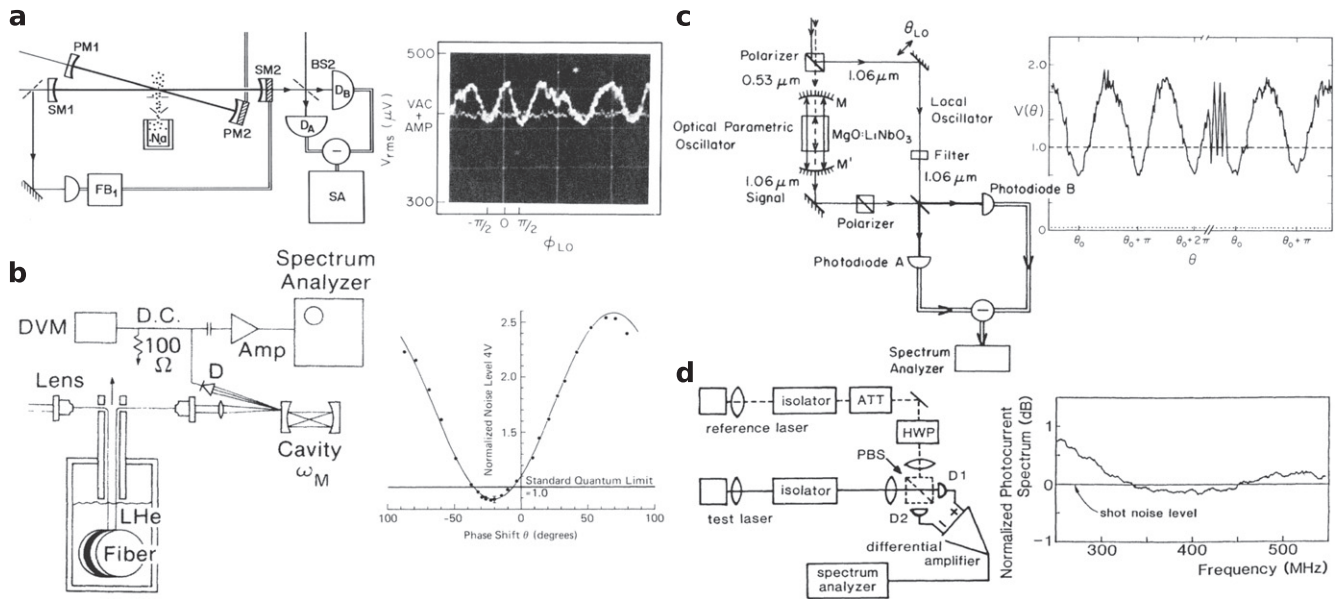 a
PM1
SM1
Na
SM2
PM2
BS2
DB
DA
−
FB1
SA
500
VAC
+
AMP
Vrms (μV)
300
-π/2 0 π/2
ϕLO
b
Spectrum
Analyzer
DVM
D.C.
100
Ω
Amp
D
Lens
Cavity
ωM
LHe
Fiber
Normalized Noise Level 4V
2.5
2.0
1.5
Standard Quantum Limit
=1.0
100 -50 0 50 100
Phase Shift θ (degrees)
c
θLO
Polarizer
0.53 μm
1.06 μm
M
Local
Oscillator
Optical Parametric
Oscillator
MgO:LiNbO3
M'
Filter
1.06 μm
1.06 μm
Signal
Polarizer
Photodiode B
Photodiode A
−
Spectrum
Analyzer
2.0
V(θ)
1.0
0
θ0 θ0+π θ0+2π θ0 θ0+π
θ
d
isolator
ATT
reference laser
HWP
PBS
D1
isolator
test laser
D2
+
−
differential
amplifier
spectrum
analyzer
Normalized Photocurrent
Spectrum (dB)
1
0
-1
shot noise level
300 400 500
Frequency (MHz)